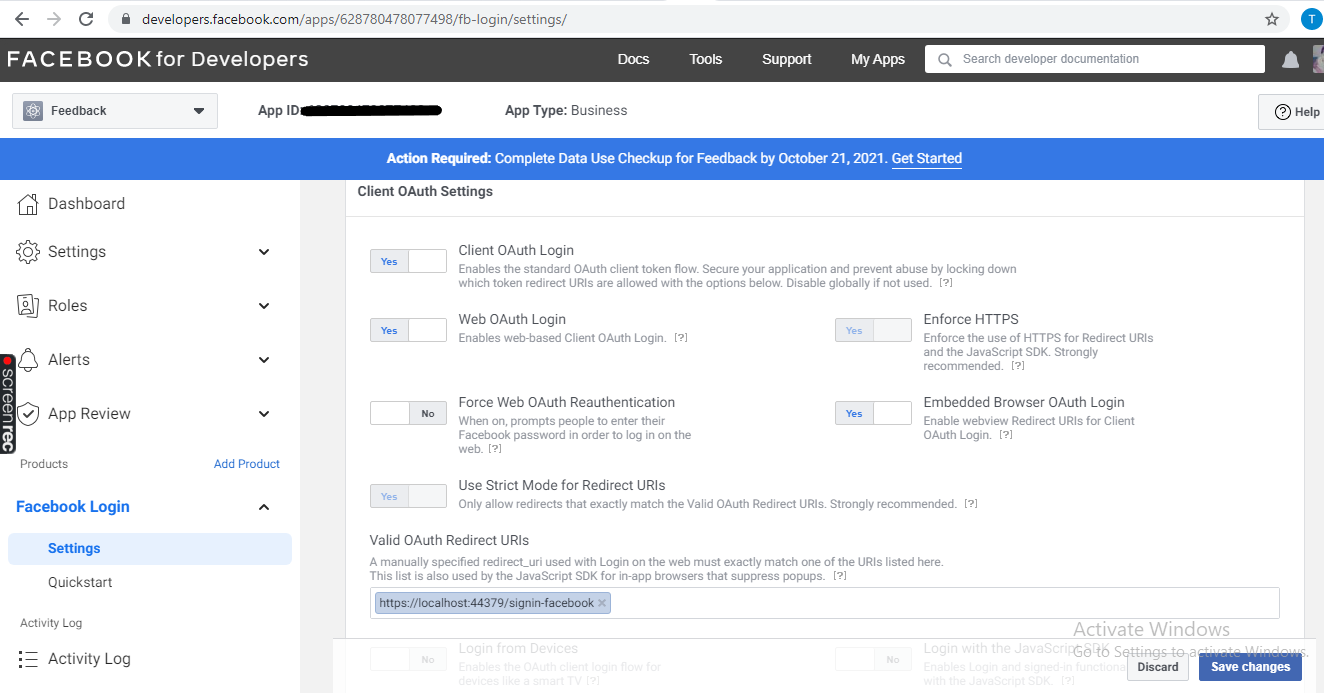 developers.facebook.com/apps/628780478077498/fb-login/settings/
T
FACEBOOK for Developers
Docs
Tools
Support
My Apps
Search developer documentation
Feedback
App ID:
App Type: Business
Help
Action Required: Complete Data Use Checkup for Feedback by October 21, 2021. Get Started
Dashboard
Settings
Roles
Alerts
App Review
Products
Add Product
Facebook Login
Settings
Quickstart
Activity Log
Activity Log
screenrec
Client OAuth Settings
Yes
Client OAuth Login
Enables the standard OAuth client token flow. Secure your application and prevent abuse by locking down
which token redirect URIs are allowed with the options below. Disable globally if not used. [?]
Yes
Web OAuth Login
Enables web-based Client OAuth Login. [?]
Yes
Enforce HTTPS
Enforce the use of HTTPS for Redirect URIs
and the JavaScript SDK. Strongly
recommended. [?]
No
Force Web OAuth Reauthentication
When on, prompts people to enter their
Facebook password in order to log in on the
web. [?]
Yes
Embedded Browser OAuth Login
Enable webview Redirect URIs for Client
OAuth Login. [?]
Yes
Use Strict Mode for Redirect URIs
Only allow redirects that exactly match the Valid OAuth Redirect URIs. Strongly recommended. [?]
Valid OAuth Redirect URIs
A manually specified redirect_uri used with Login on the web must exactly match one of the URIs listed here.
This list is also used by the JavaScript SDK for in-app browsers that suppress popups. [?]
https://localhost:44379/signin-facebook
No
Login from Devices
Enables the OAuth client login flow for
devices like a smart TV [?]
No
Login with the JavaScript SDK
Enables Login and signed-in functiona
with the JavaScript SDK. [?]
Activate Windows
Go to Settings to activate Windows.
Discard
Save changes